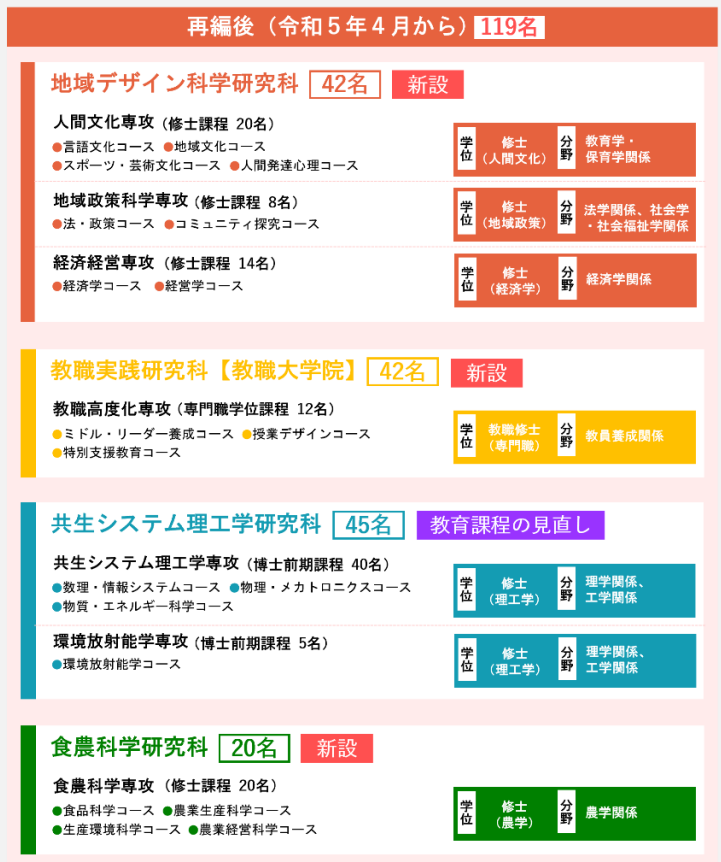 再編後（令和５年４月から）119名
地域デザイン科学研究科 42名 新設
人間文化専攻（修士課程 20名）
●言語文化コース ●地域文化コース
●スポーツ・芸術文化コース ●人間発達心理コース
学位 修士（人間文化） 分野 教育学・保育学関係
地域政策科学専攻（修士課程 8名）
●法・政策コース ●コミュニティ探究コース
学位 修士（地域政策） 分野 法学関係、社会学・社会福祉学関係
経済経営専攻（修士課程 14名）
●経済学コース ●経営学コース
学位 修士（経済学） 分野 経済学関係
教職実践研究科【教職大学院】 42名 新設
教職高度化専攻（専門職学位課程 12名）
●ミドル・リーダー養成コース ●授業デザインコース
●特別支援教育コース
学位 教職修士（専門職） 分野 教員養成関係
共生システム理工学研究科 45名 教育課程の見直し
共生システム理工学専攻（博士前期課程 40名）
●数理・情報システムコース ●物理・メカトロニクスコース
●物質・エネルギー科学コース
学位 修士（理工学） 分野 理学関係、工学関係
環境放射能学専攻（博士前期課程 5名）
●環境放射能学コース
学位 修士（理工学） 分野 理学関係、工学関係
食農科学研究科 20名 新設
食農科学専攻（修士課程 20名）
●食品科学コース ●農業生産科学コース
●生産環境科学コース ●農業経営科学コース
学位 修士（農学） 分野 農学関係